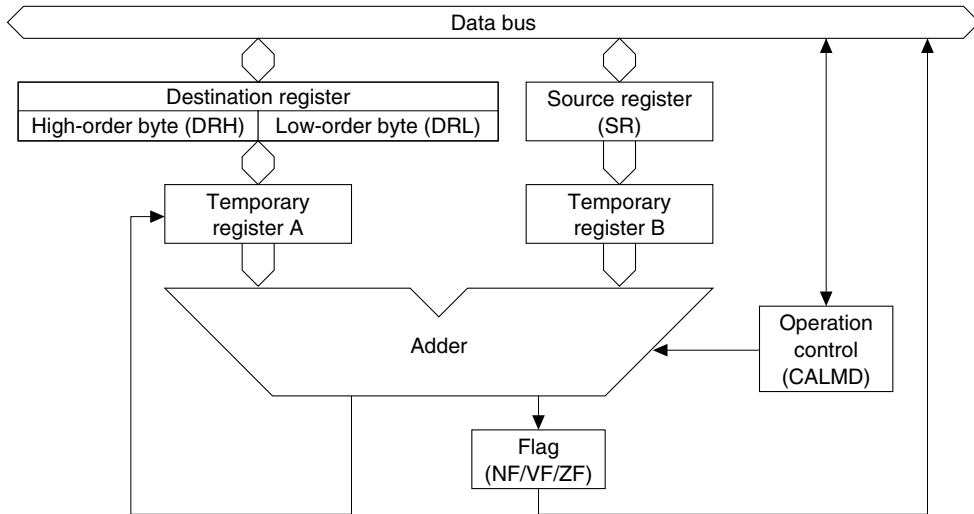 Data bus
Destination register
High-order byte (DRH)
Low-order byte (DRL)
Source register
(SR)
Temporary
register A
Temporary
register B
Adder
Operation
control
(CALMD)
Flag
(NF/VF/ZF)